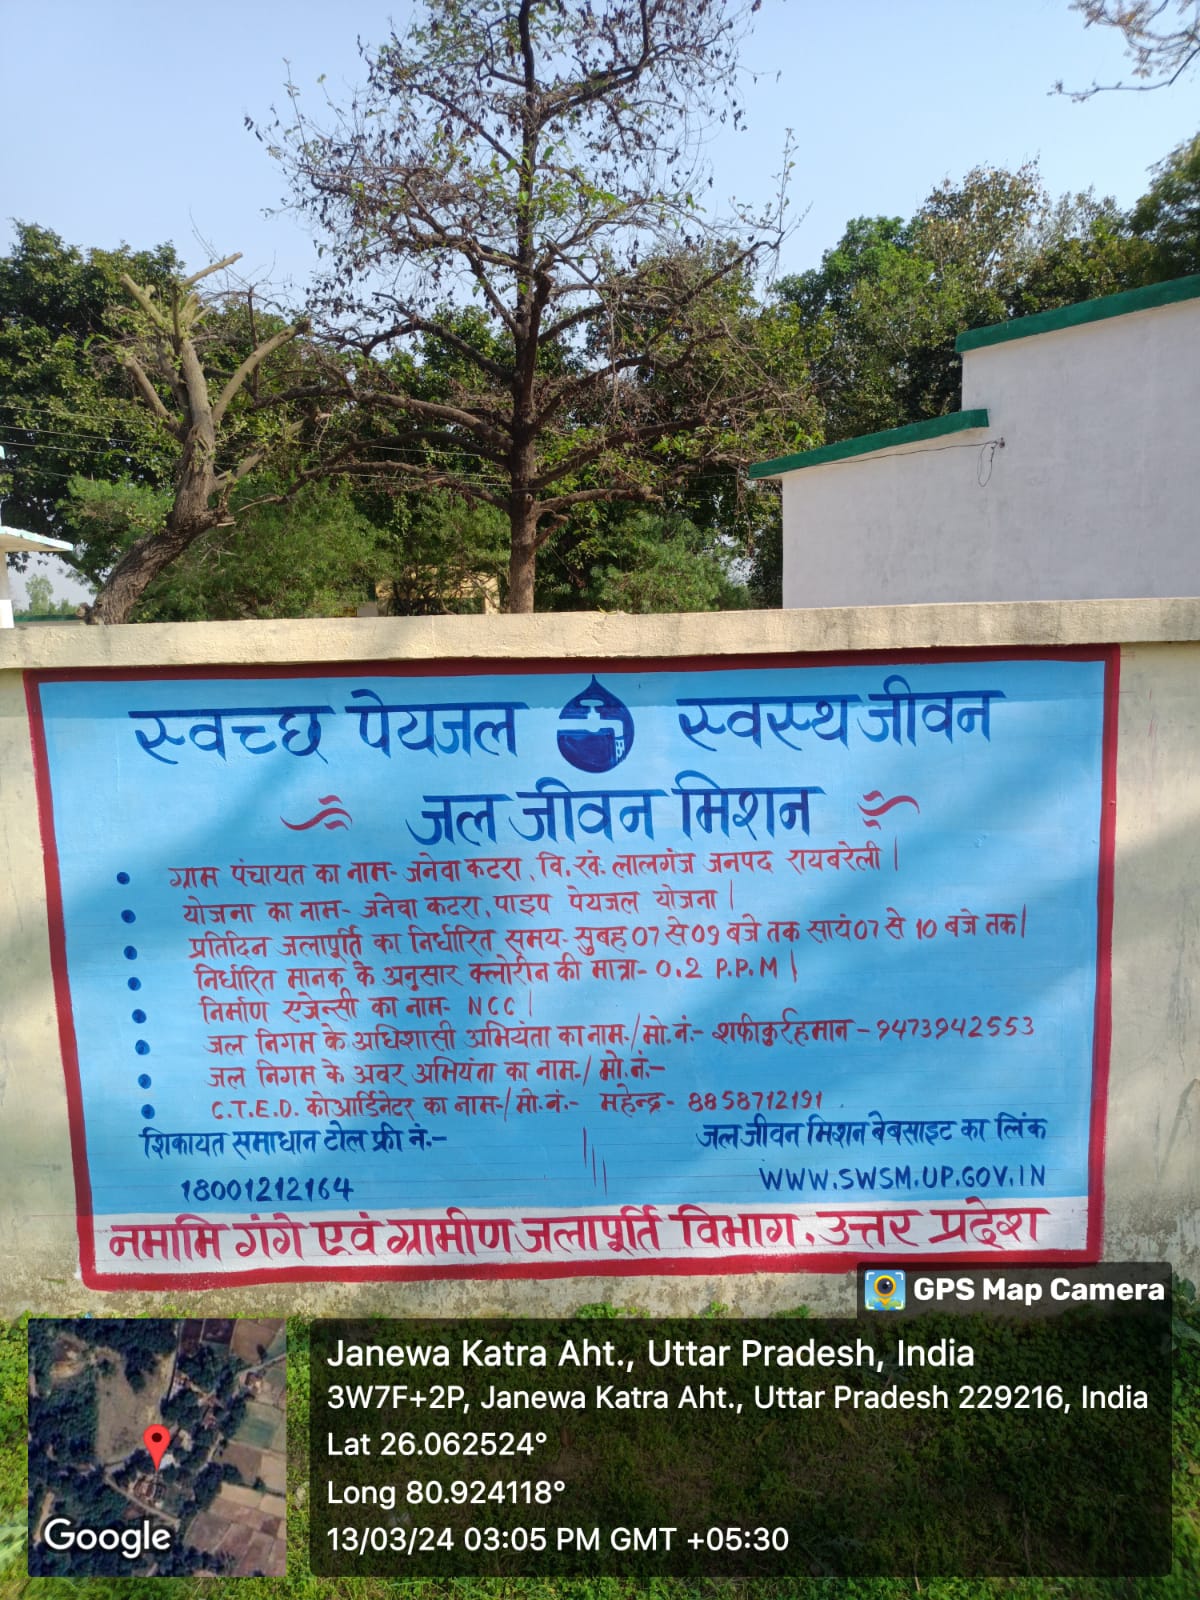 स्वच्छ पेयजल स्वस्थ जीवन
जल जीवन मिशन
ग्राम पंचायत का नाम- जनेवा कटरा, वि. खं. लालगंज जनपद रायबरेली।
योजना का नाम- जनेवा कटरा, पाइप पेयजल योजना।
प्रतिदिन जलापूर्ति का निर्धारित समय- सुबह 07 से 09 बजे तक सायं 07 से 10 बजे तक।
निर्धारित मानक के अनुसार क्लोरीन की मात्रा- 0.2 P.P.M।
निर्माण एजेन्सी का नाम- NCC।
जल निगम के अधिशासी अभियंता का नाम-/मो.नं:- शफीकुर्रहमान - 9473942553
जल निगम के अवर अभियंता का नाम-/ मो.नं:-
C.T.E.D. कोआर्डिनेटर का नाम-/मो.नं:- महेन्द्र- 8858712191
शिकायत समाधान टोल फ्री नं.:-
18001212164
जल जीवन मिशन बेबसाइट का लिंक
WWW.SWSM.UP.GOV.IN
नमामि गंगे एवं ग्रामीण जलापूर्ति विभाग, उत्तर प्रदेश
GPS Map Camera
Janewa Katra Aht., Uttar Pradesh, India
3W7F+2P, Janewa Katra Aht., Uttar Pradesh 229216, India
Lat 26.062524°
Long 80.924118°
13/03/24 03:05 PM GMT +05:30
Google